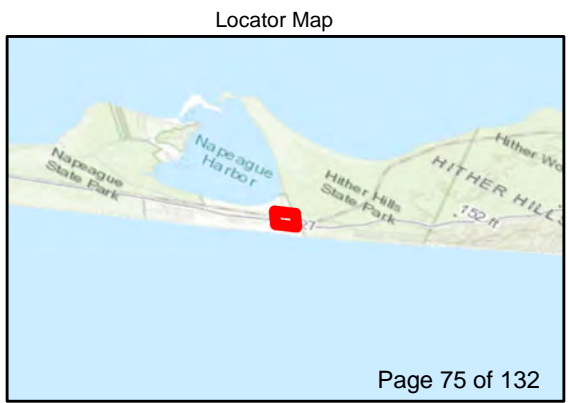 Locator Map
Napeague
Harbor
Napeague
State Park
Hither Hills
State Park
Hither Wo
HITHER HILLS
152 ft
27
Page 75 of 132